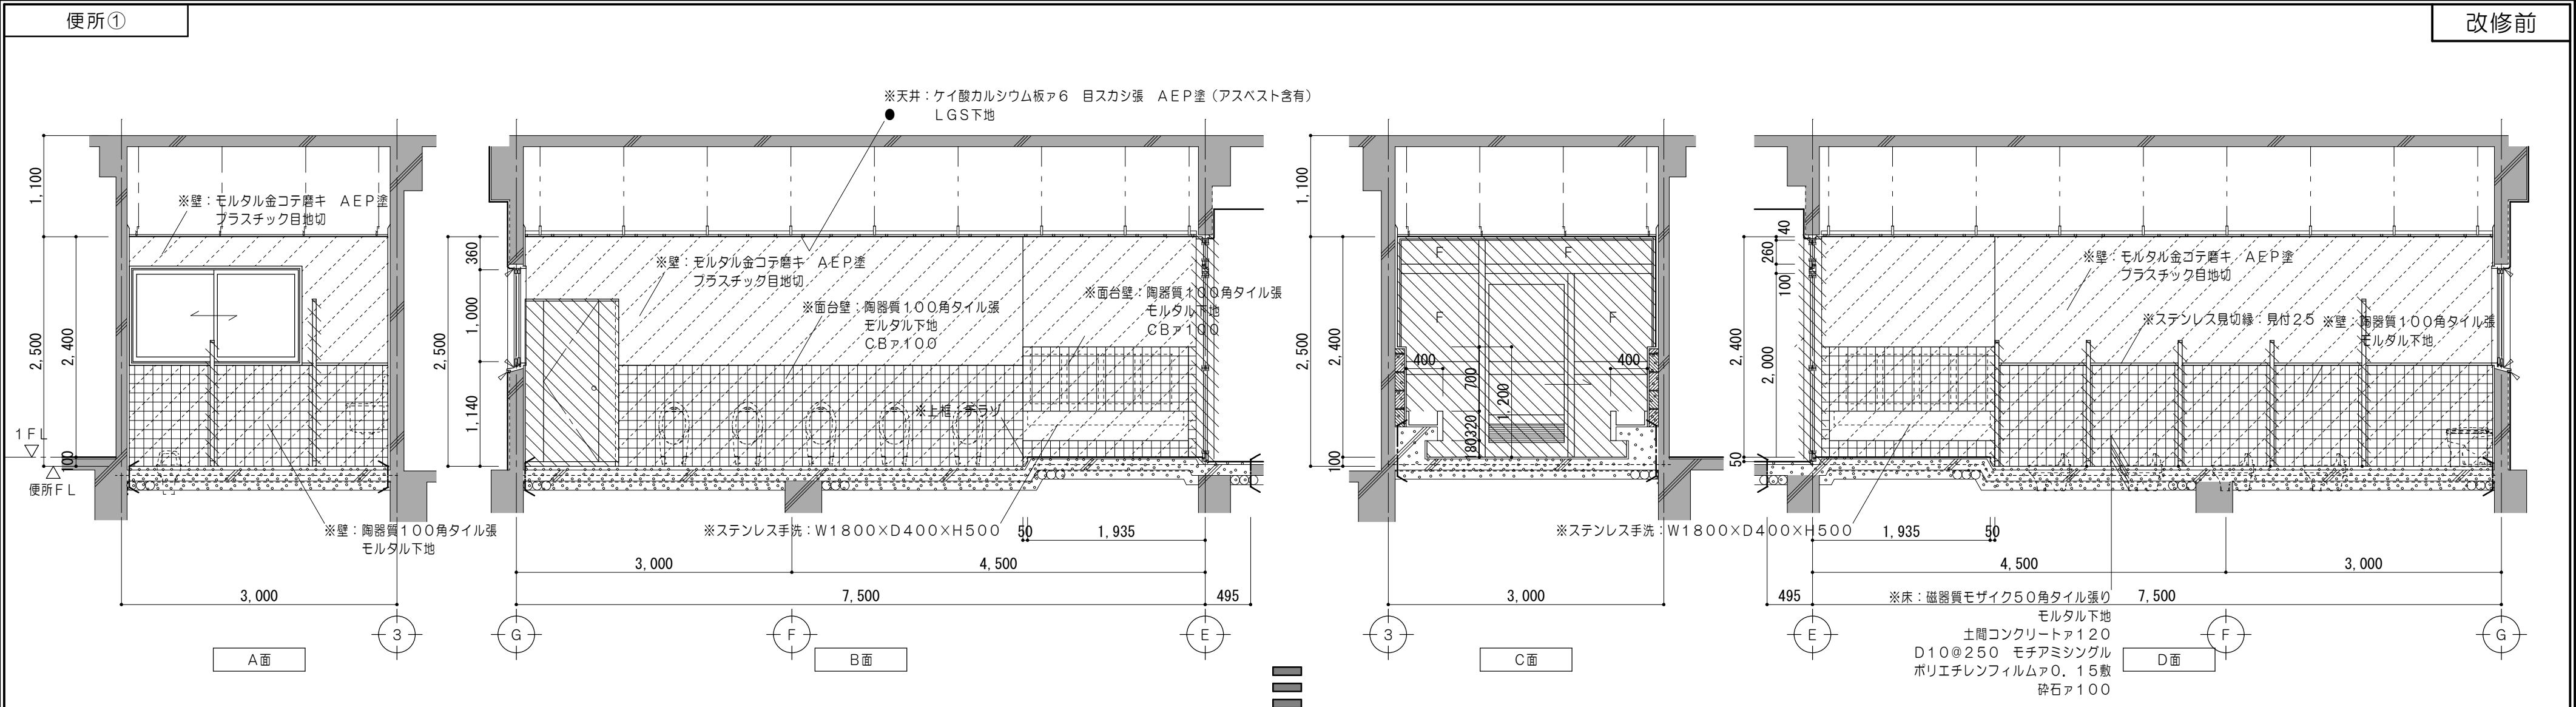 便所①
改修前
※天井：ケイ酸カルシウム板ァ6　目スカシ張　AEP塗（アスベスト含有）
LGS下地
※壁：モルタル金コテ磨キ　AEP塗
プラスチック目地切
1,100
2,500
2,400
100
1FL
便所FL
※壁：陶器質100角タイル張
モルタル下地
3,000
3
A面
※壁：モルタル金コテ磨キ　AEP塗
プラスチック目地切
※面台壁：陶器質100角タイル張
モルタル下地
CBァ100
※面台壁：陶器質100角タイル張
モルタル下地
CBァ100
※上框　テラゾ
2,500
360
1,000
1,140
※ステンレス手洗：W1800×D400×H500
50
1,935
3,000
4,500
7,500
495
G
F
E
B面
1,100
2,500
2,400
100
F
F
F
F
400
400
700
1,200
320
80
3,000
3
C面
※ステンレス手洗：W1800×D400×H500
40
260
100
2,400
2,000
50
※壁：モルタル金コテ磨キ　AEP塗
プラスチック目地切
※ステンレス見切縁：見付25
※壁：陶器質100角タイル張
モルタル下地
1,935
50
4,500
3,000
495
7,500
※床：磁器質モザイク50角タイル張り
モルタル下地
土間コンクリートァ120
D10@250　モチアミシングル
ポリエチレンフィルムァ0．15敷
砕石ァ100
E
F
G
D面